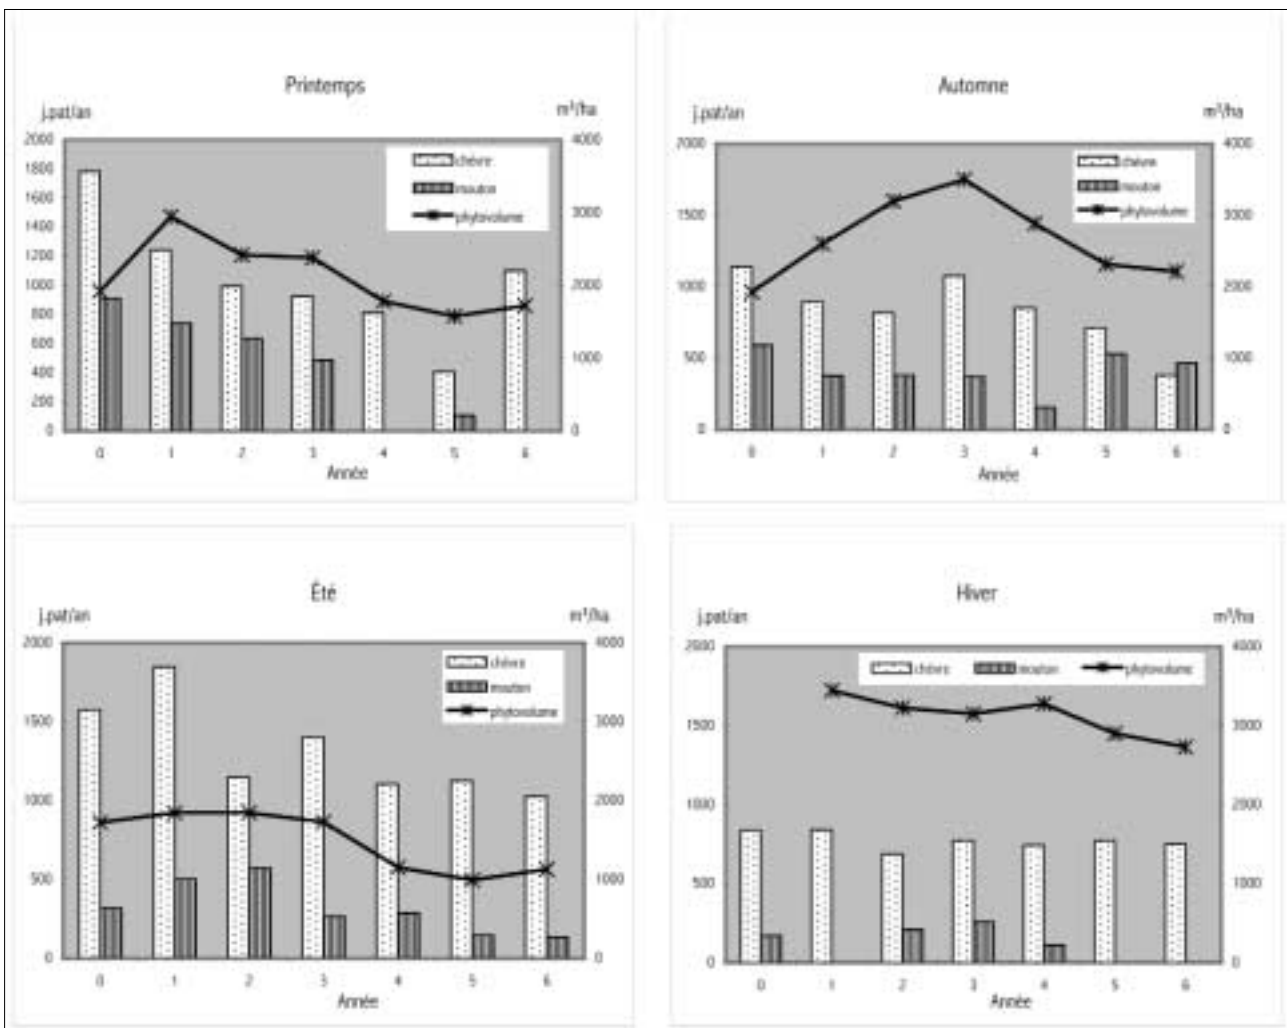 Printemps
j.pat/an m³/ha
2000 4000
1800
1600
1400 3000
1200
1000 2000
800
600
400 1000
200
0 0
chèvre
mouton
phytovolume
0 1 2 3 4 5 6
Année
Automne
j.pat/an m³/ha
2000 4000
1500 3000
1000 2000
500 1000
0 0
chèvre
mouton
phytovolume
0 1 2 3 4 5 6
Année
Été
j.pat/an m³/ha
2000 4000
1500 3000
1000 2000
500 1000
0 0
chèvre
mouton
phytovolume
0 1 2 3 4 5 6
Année
Hiver
j.pat/an m³/ha
2000 4000
1500 3000
1000 2000
500 1000
0 0
chèvre mouton phytovolume
0 1 2 3 4 5 6
Année